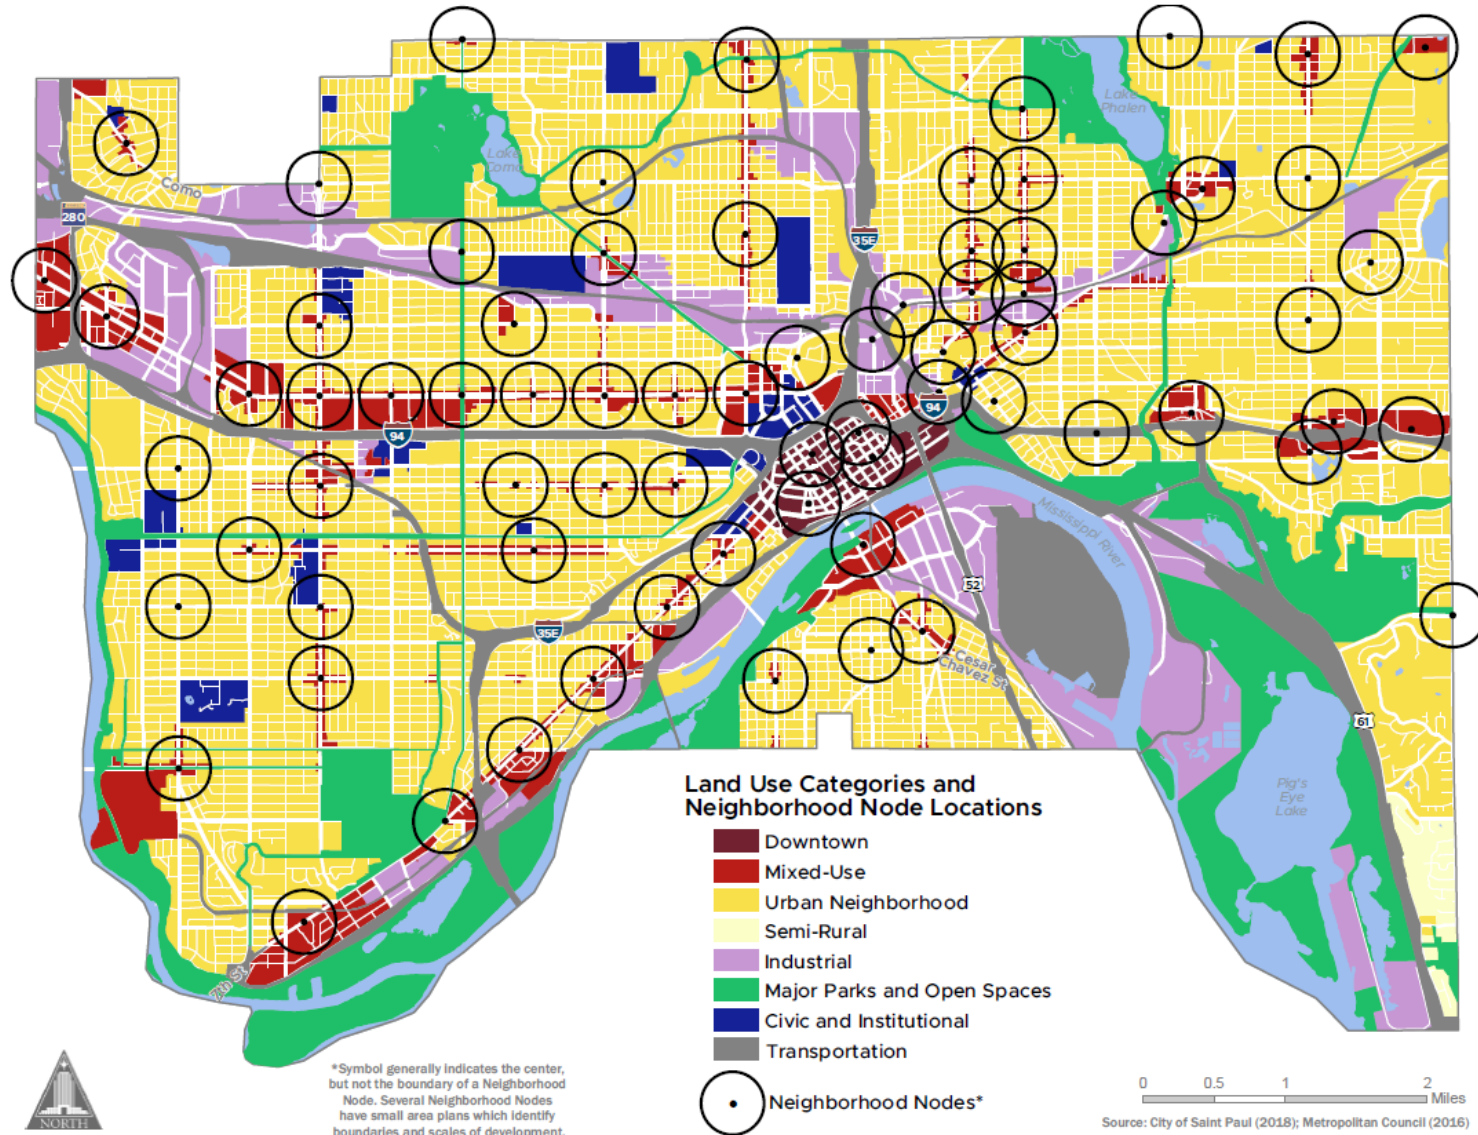 Lake
Phalen
Lake
Como
Como
280
35E
94
94
Mississippi River
52
35E
Cesar
Chavez St
61
Pig's
Eye
Lake
7th St
Land Use Categories and
Neighborhood Node Locations
Downtown
Mixed-Use
Urban Neighborhood
Semi-Rural
Industrial
Major Parks and Open Spaces
Civic and Institutional
Transportation
Neighborhood Nodes*
*Symbol generally indicates the center,
but not the boundary of a Neighborhood
Node. Several Neighborhood Nodes
have small area plans which identify
boundaries and scales of development.
NORTH
0 0.5 1 2
Miles
Source: City of Saint Paul (2018); Metropolitan Council (2016)